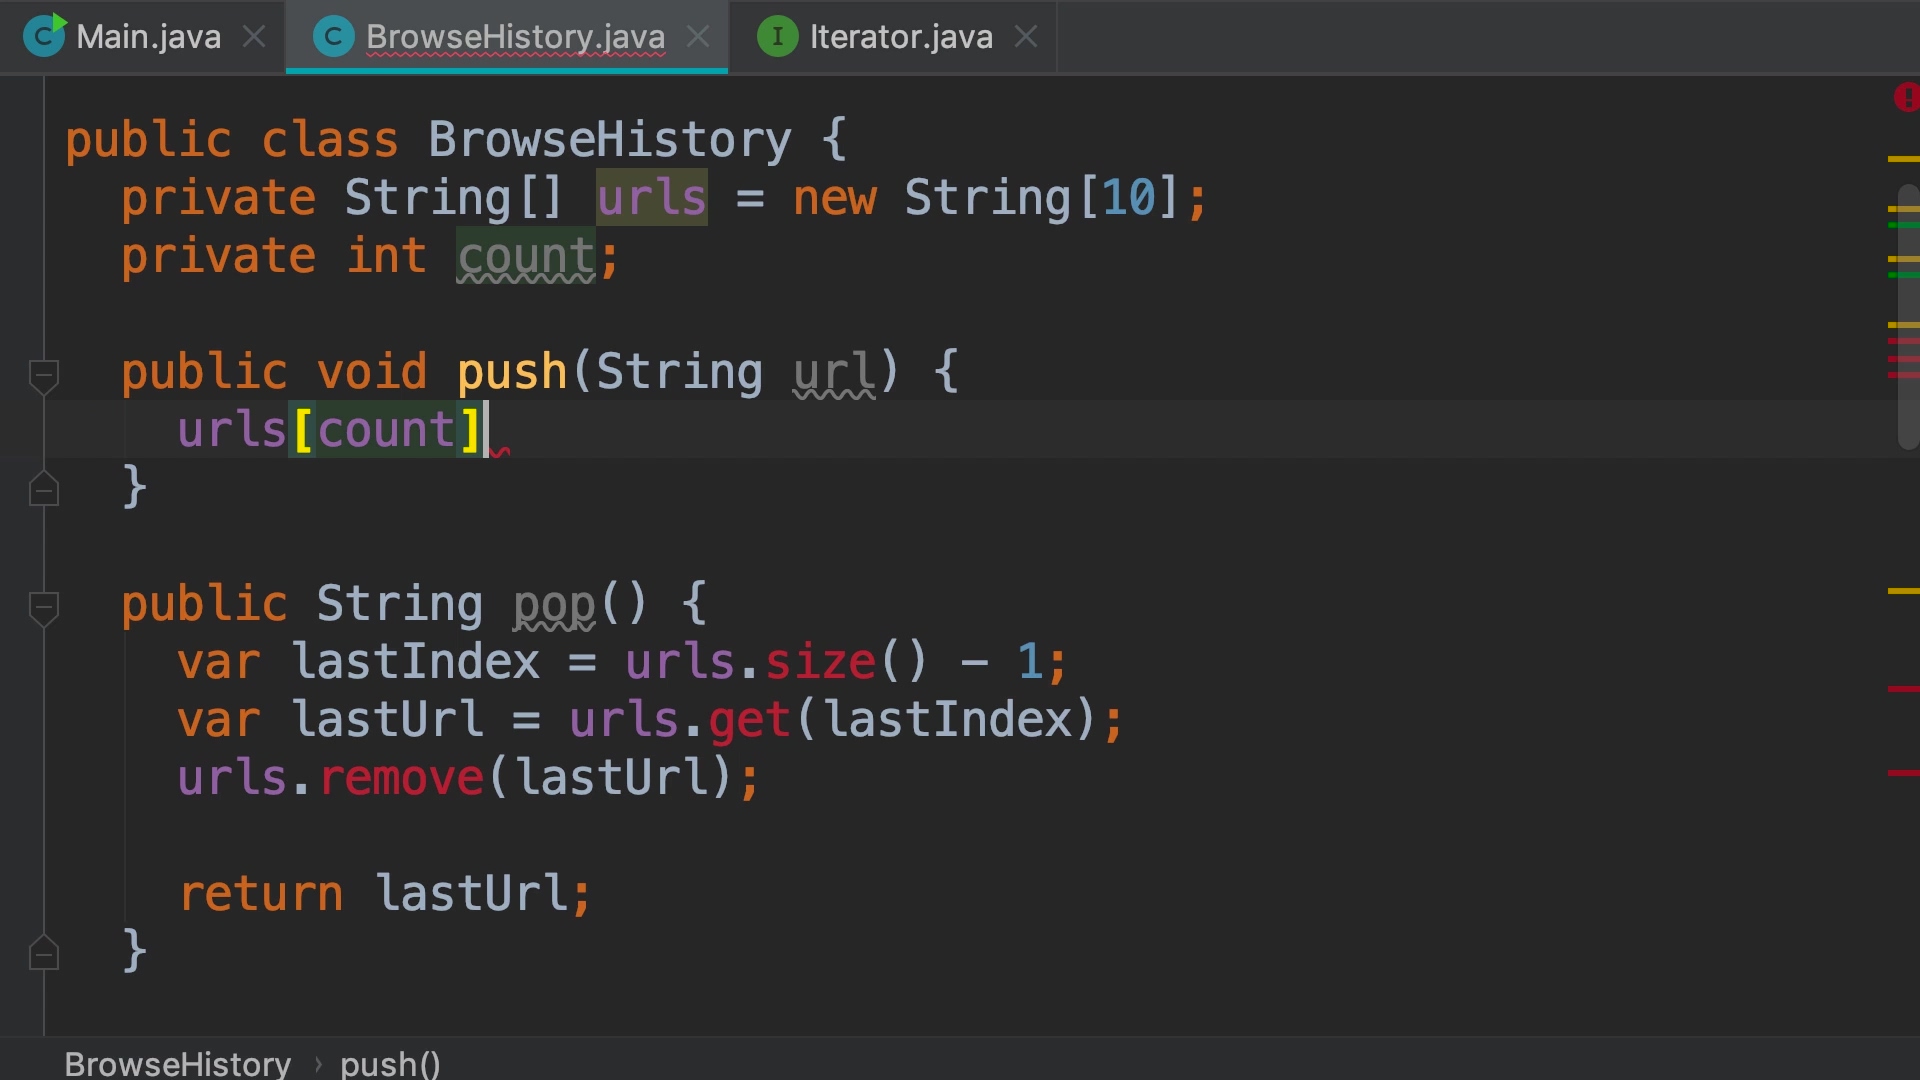 Main.java BrowseHistory.java Iterator.java
public class BrowseHistory {
private String[] urls = new String[10];
private int count;
public void push(String url) {
urls[count]
}
public String pop() {
var lastIndex = urls.size() - 1;
var lastUrl = urls.get(lastIndex);
urls.remove(lastUrl);
return lastUrl;
}
BrowseHistory › push()